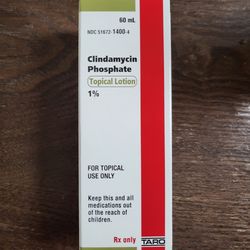 60 mL
NDC 51672-1400-4
Clindamycin
Phosphate
Topical Lotion
1%
FOR TOPICAL
USE ONLY
Keep this and all
medications out
of the reach of
children.
Rx only
TARO